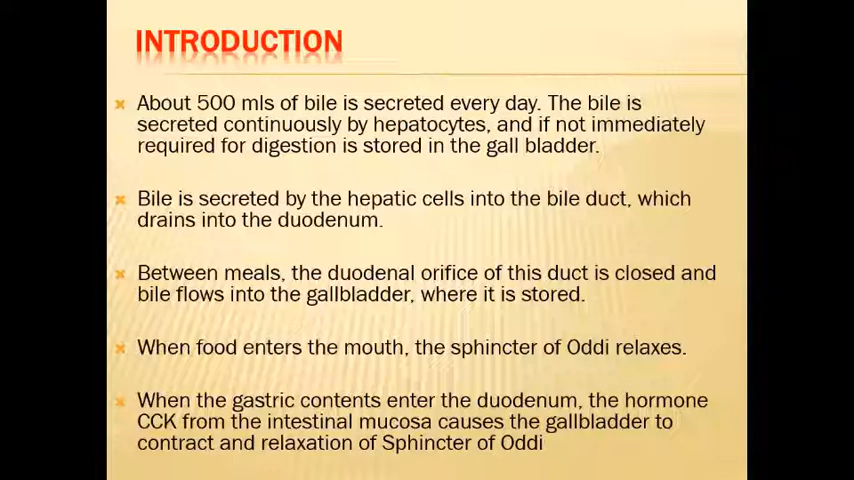 INTRODUCTION
About 500 mls of bile is secreted every day. The bile is
secreted continuously by hepatocytes, and if not immediately
required for digestion is stored in the gall bladder.
Bile is secreted by the hepatic cells into the bile duct, which
drains into the duodenum.
Between meals, the duodenal orifice of this duct is closed and
bile flows into the gallbladder, where it is stored.
When food enters the mouth, the sphincter of Oddi relaxes.
When the gastric contents enter the duodenum, the hormone
CCK from the intestinal mucosa causes the gallbladder to
contract and relaxation of Sphincter of Oddi